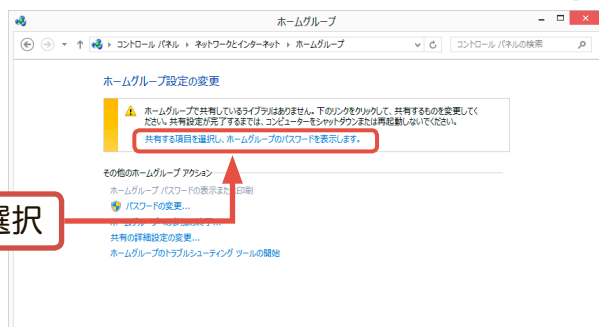 ホームグループ
コントロール パネル ▸ ネットワークとインターネット ▸ ホームグループ
コントロール パネルの検索
ホームグループ設定の変更
ホームグループで共有しているライブラリはありません。下のリンクをクリックして、共有するものを変更してく
ださい。共有設定が完了するまでは、コンピューターをシャットダウンまたは再起動しないでください。
共有する項目を選択し、ホームグループのパスワードを表示します。
その他のホームグループ アクション
ホームグループ パスワードの表示または印刷
パスワードの変更...
選択
共有の詳細設定の変更...
ホームグループのトラブルシューティング ツールの開始